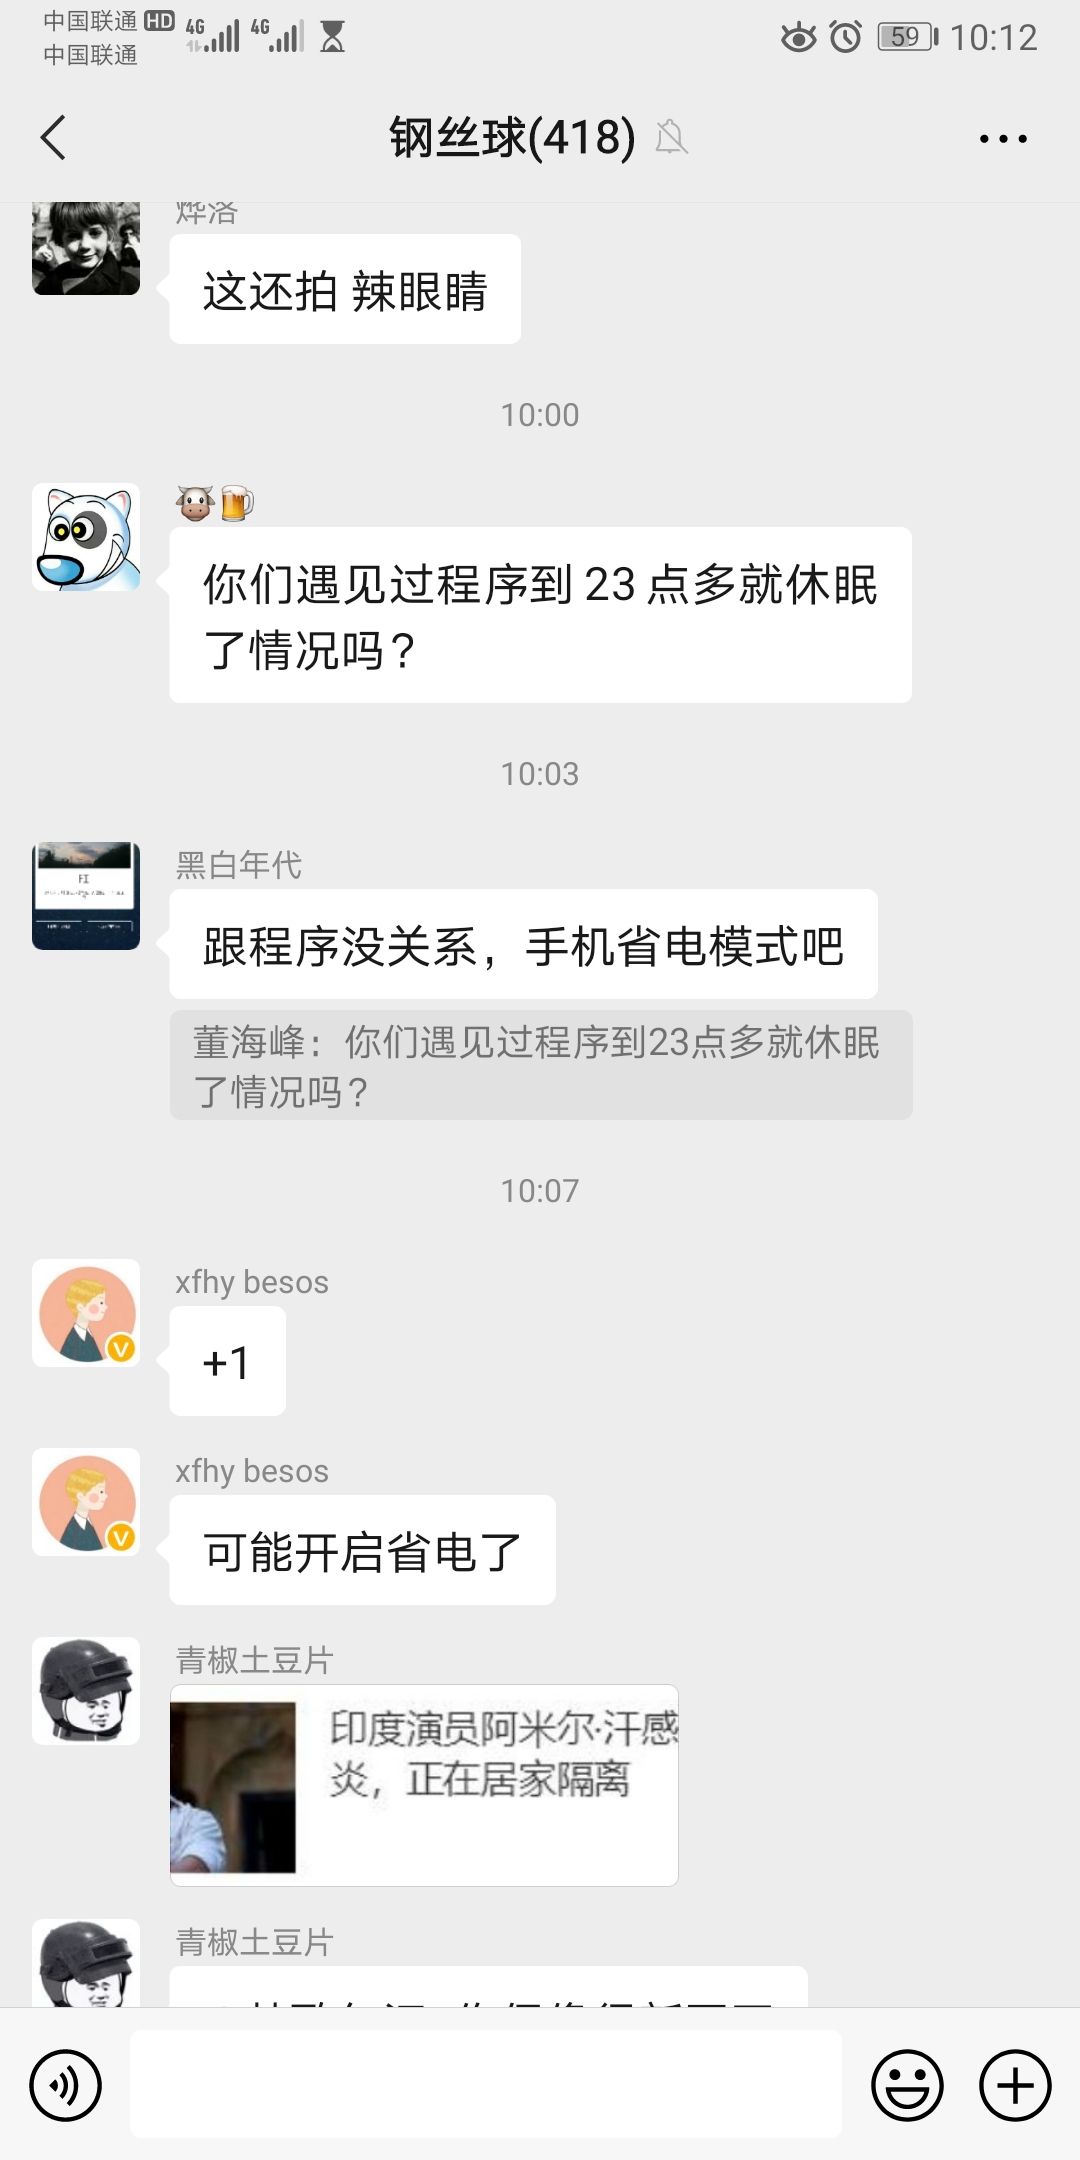 中国联通 HD 4G 4G 59 10:12
中国联通
钢丝球(418)
烨洛
这还拍 辣眼睛
10:00
你们遇见过程序到 23 点多就休眠
了情况吗?
10:03
黑白年代
跟程序没关系，手机省电模式吧
董海峰：你们遇见过程序到23点多就休眠
了情况吗?
10:07
xfhy besos
+1
xfhy besos
可能开启省电了
青椒土豆片
印度演员阿米尔·汗感
炎，正在居家隔离
青椒土豆片